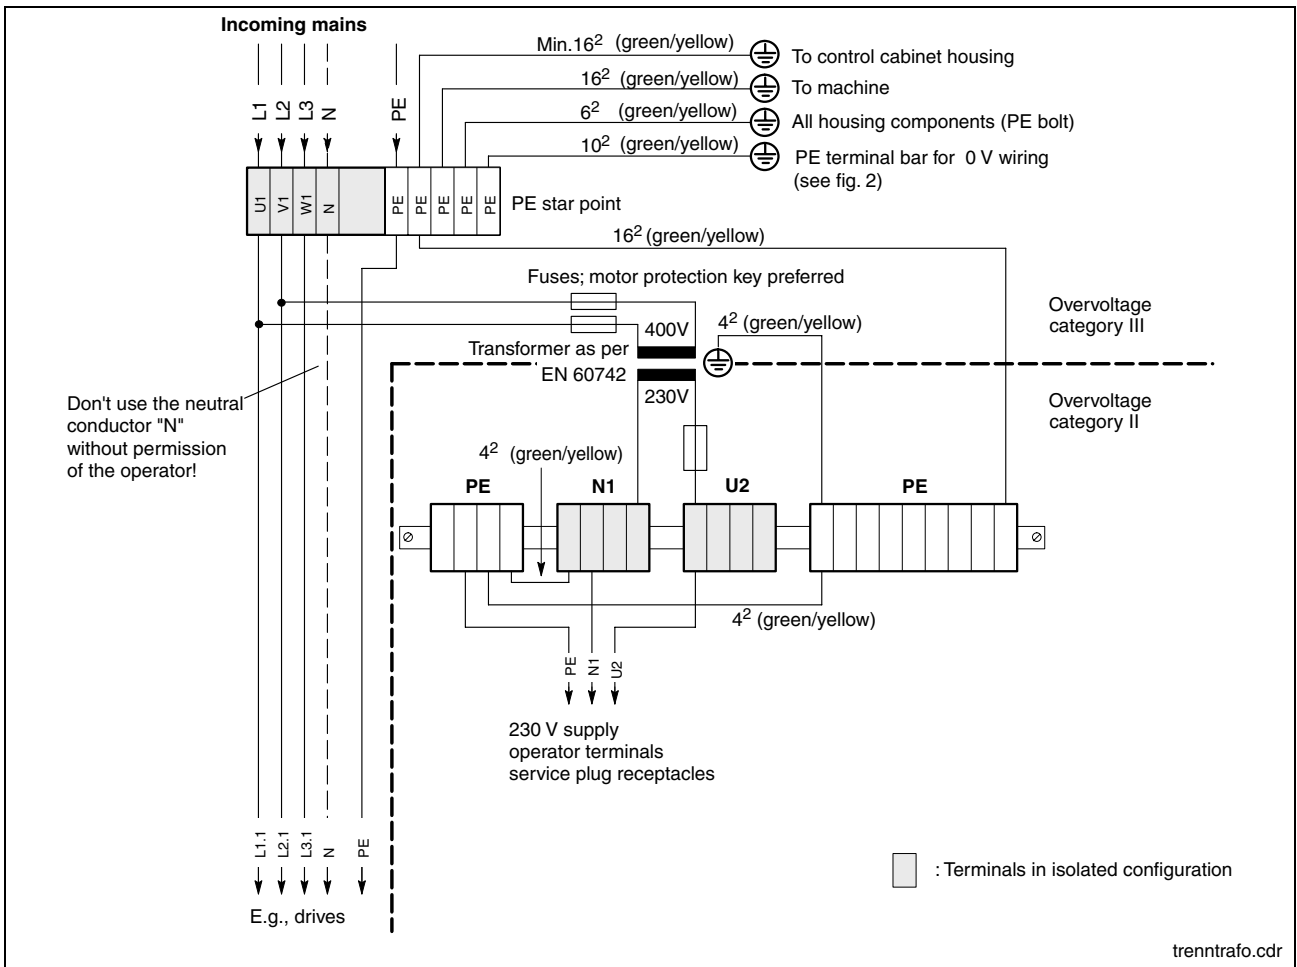 Incoming mains
Min.16² (green/yellow)
To control cabinet housing
16² (green/yellow)
To machine
6² (green/yellow)
All housing components (PE bolt)
10² (green/yellow)
PE terminal bar for 0 V wiring
(see fig. 2)
L1
L2
L3
N
PE
U1
V1
W1
N
PE
PE
PE
PE
PE
PE star point
16² (green/yellow)
Fuses; motor protection key preferred
400V
4² (green/yellow)
Overvoltage
category III
Transformer as per
EN 60742
230V
Overvoltage
category II
Don't use the neutral
conductor "N"
without permission
of the operator!
4² (green/yellow)
PE
N1
U2
PE
4² (green/yellow)
PE
N1
U2
230 V supply
operator terminals
service plug receptacles
L1.1
L2.1
L3.1
N
PE
E.g., drives
: Terminals in isolated configuration
trenntrafo.cdr